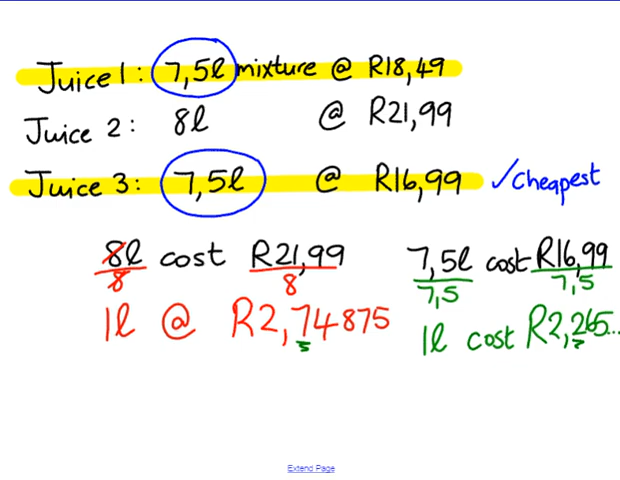 Juice 1: 7,5l mixture @ R18,49
Juice 2: 8l @ R21,99
Juice 3: 7,5l @ R16,99 ✓Cheapest
8l cost R21,99
8 8
1l @ R2,74875
5
7,5l cost R16,99
7,5 7,5
1l cost R2,265...
7
Extend Page